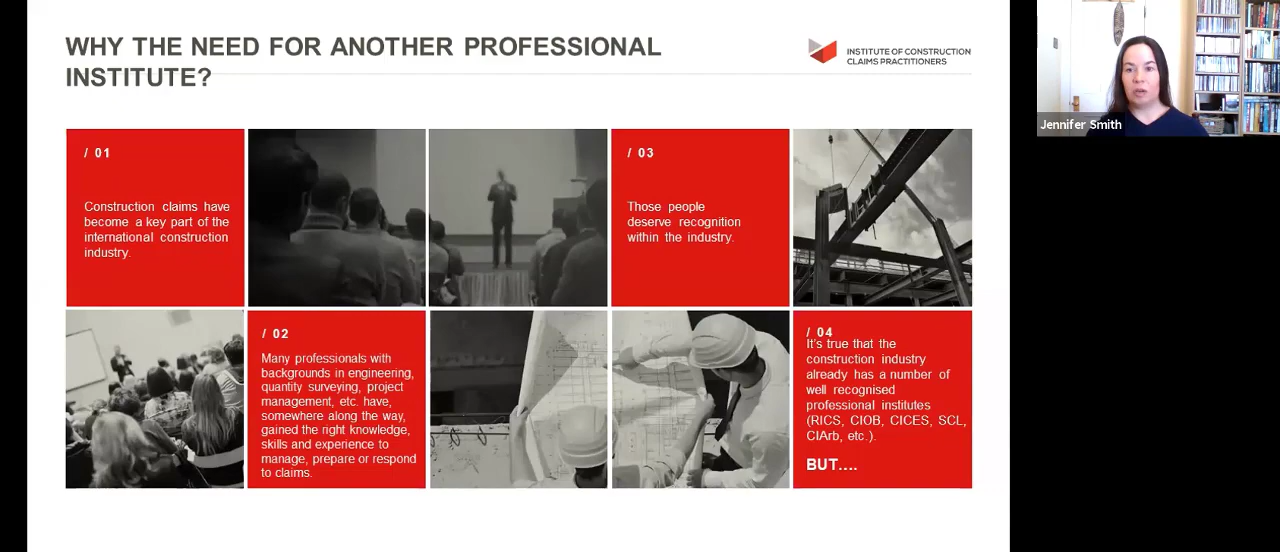 WHY THE NEED FOR ANOTHER PROFESSIONAL
INSTITUTE?
INSTITUTE OF CONSTRUCTION
CLAIMS PRACTITIONERS
Jennifer Smith
/ 01
Construction claims have
become a key part of the
international construction
industry.
/ 03
Those people
deserve recognition
within the industry.
/ 02
Many professionals with
backgrounds in engineering,
quantity surveying, project
management, etc. have,
somewhere along the way,
gained the right knowledge,
skills and experience to
manage, prepare or respond
to claims.
/ 04
It's true that the
construction industry
already has a number of
well recognised
professional institutes
(RICS, CIOB, CICES, SCL,
CIArb, etc.).
BUT....